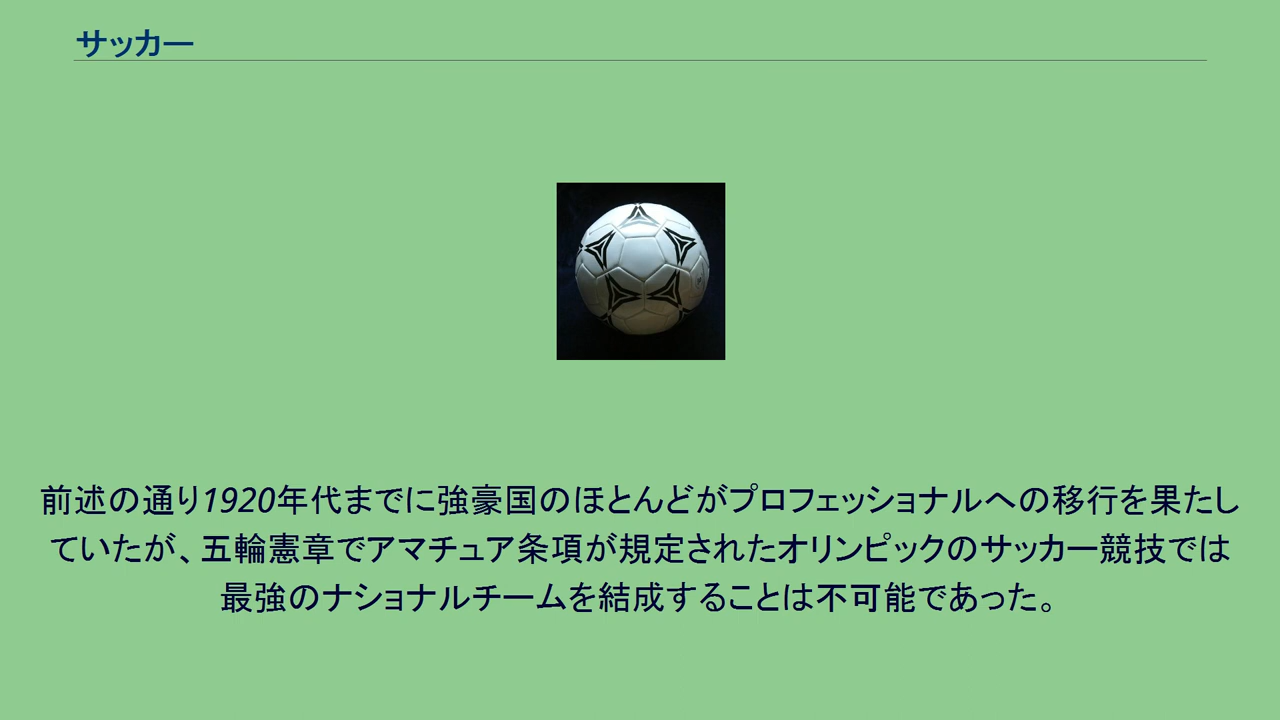 サッカー
前述の通り1920年代までに強豪国のほとんどがプロフェッショナルへの移行を果たし
ていたが、五輪憲章でアマチュア条項が規定されたオリンピックのサッカー競技では
最強のナショナルチームを結成することは不可能であった。